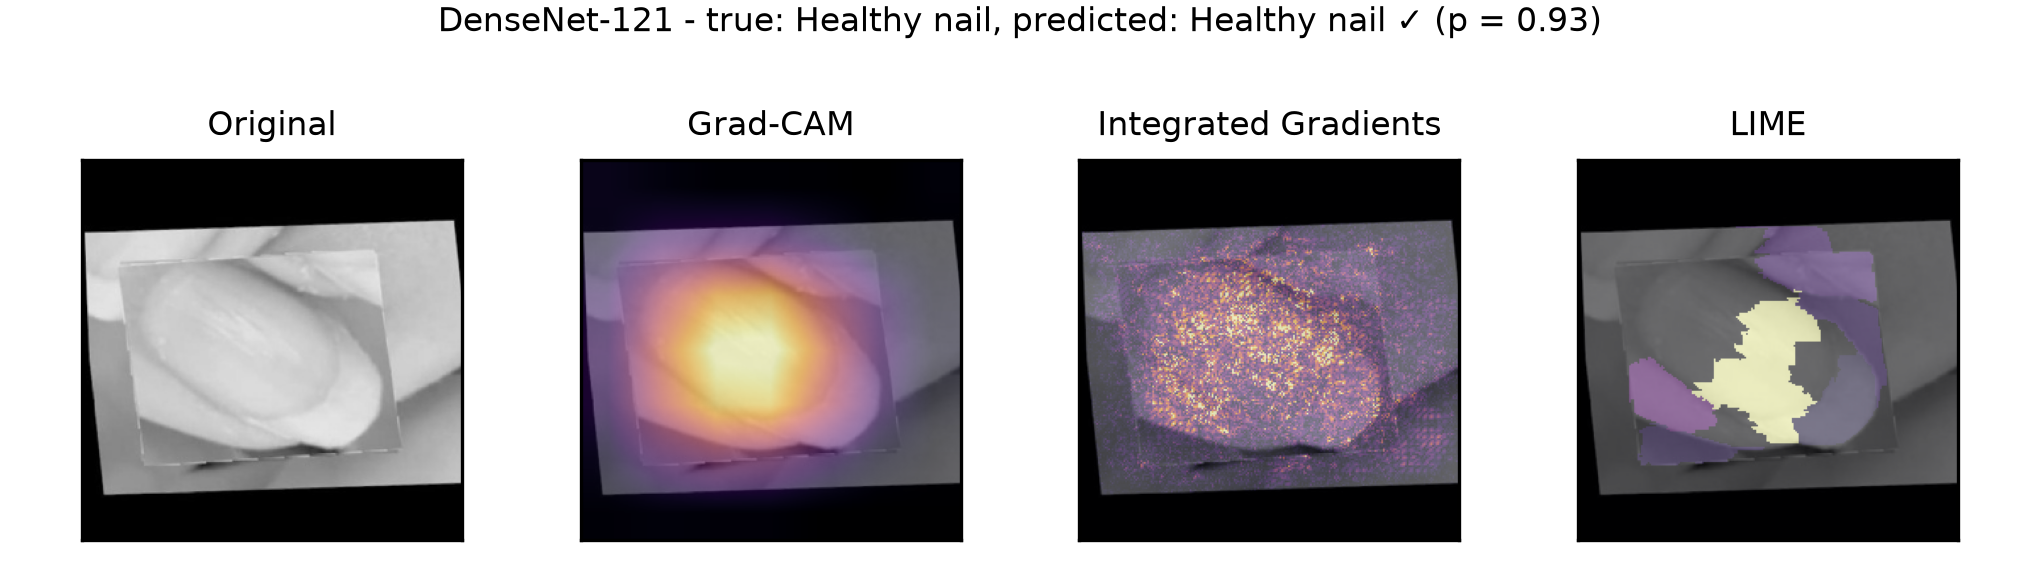 DenseNet-121 - true: Healthy nail, predicted: Healthy nail ✓ (p = 0.93)
Original
Grad-CAM
Integrated Gradients
LIME